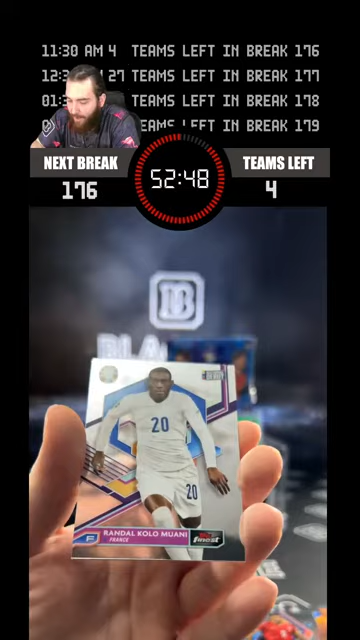 11:30 AM 4 TEAMS LEFT IN BREAK 176
27 TEAMS LEFT IN BREAK 177
TEAMS LEFT IN BREAK 178
TEAMS LEFT IN BREAK 179
NEXT BREAK
TEAMS LEFT
52:48
176
4
20
20
RANDAL KOLO MUANI
F
FRANCE
Finest